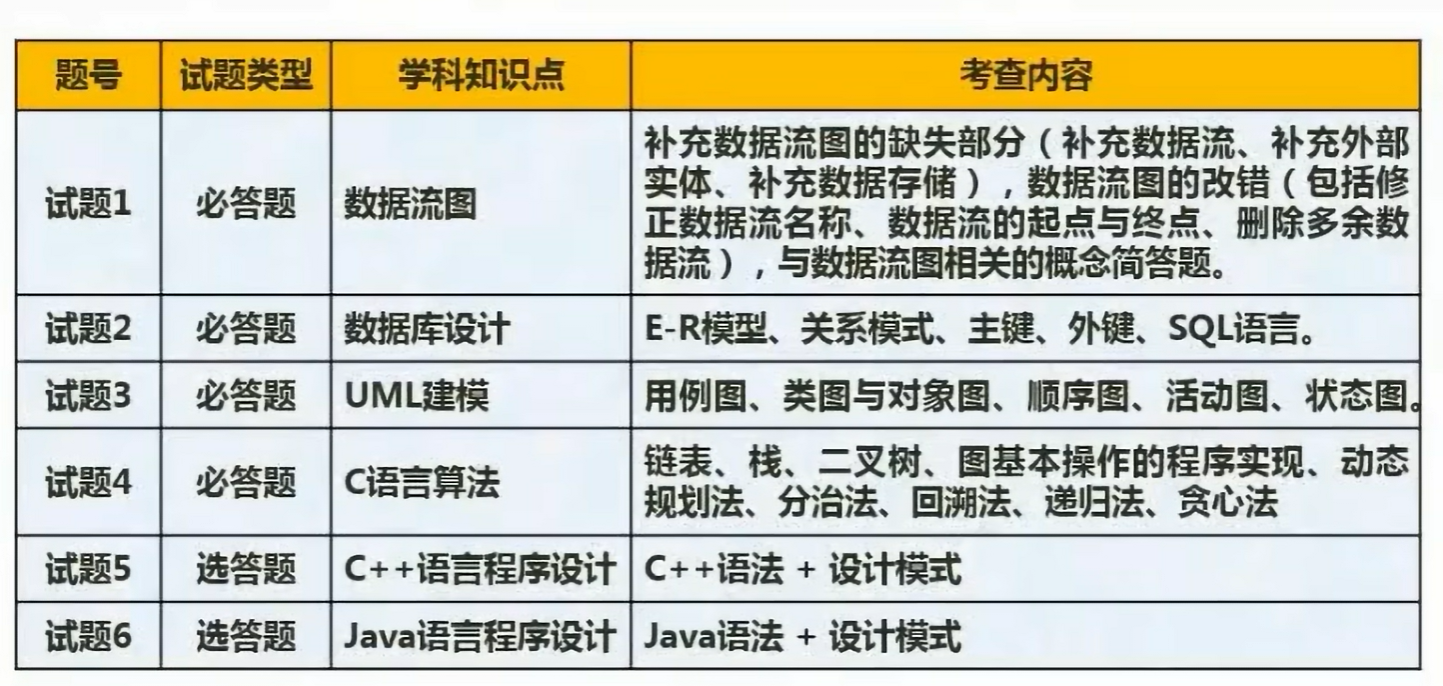 题号 试题类型 学科知识点 考查内容
试题1 必答题 数据流图 补充数据流图的缺失部分（补充数据流、补充外部
实体、补充数据存储），数据流图的改错（包括修
正数据流名称、数据流的起点与终点、删除多余数
据流），与数据流图相关的概念简答题。
试题2 必答题 数据库设计 E-R模型、关系模式、主键、外键、SQL语言。
试题3 必答题 UML建模 用例图、类图与对象图、顺序图、活动图、状态图。
试题4 必答题 C语言算法 链表、栈、二叉树、图基本操作的程序实现、动态
规划法、分治法、回溯法、递归法、贪心法
试题5 选答题 C++语言程序设计 C++语法 + 设计模式
试题6 选答题 Java语言程序设计 Java语法 + 设计模式